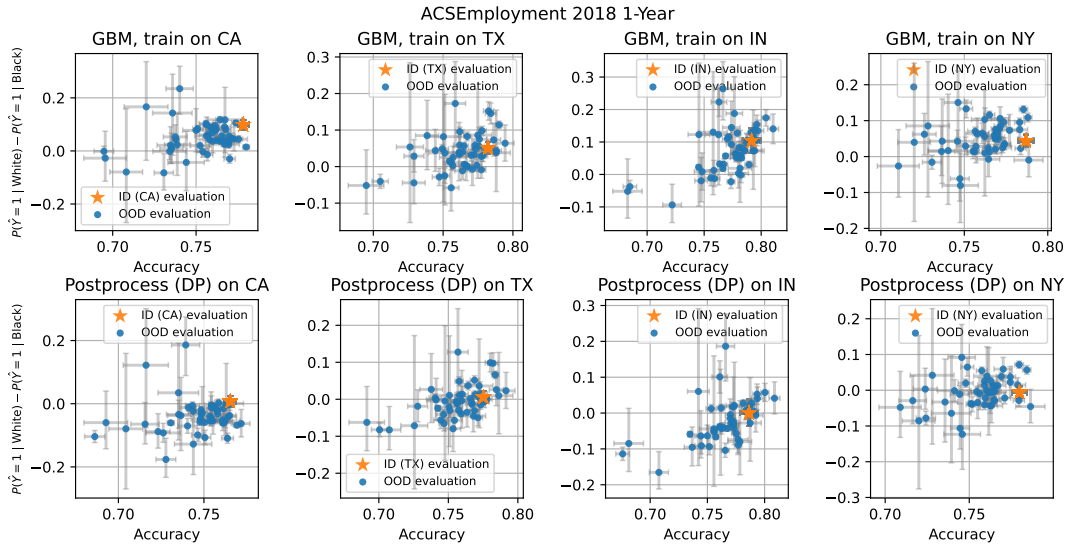 ACSEmployment 2018 1-Year
GBM, train on CA
P(Ŷ = 1 | White) − P(Ŷ = 1 | Black)
0.2
0.0
−0.2
ID (CA) evaluation
OOD evaluation
0.70
0.75
Accuracy
GBM, train on TX
0.3
0.2
0.1
0.0
−0.1
ID (TX) evaluation
OOD evaluation
0.70
0.75
0.80
Accuracy
GBM, train on IN
0.3
0.2
0.1
0.0
−0.1
ID (IN) evaluation
OOD evaluation
0.70
0.75
0.80
Accuracy
GBM, train on NY
0.2
0.1
0.0
−0.1
−0.2
ID (NY) evaluation
OOD evaluation
0.70
0.75
0.80
Accuracy
Postprocess (DP) on CA
P(Ŷ = 1 | White) − P(Ŷ = 1 | Black)
0.2
0.0
−0.2
ID (CA) evaluation
OOD evaluation
0.70
0.75
Accuracy
Postprocess (DP) on TX
0.2
0.1
0.0
−0.1
−0.2
ID (TX) evaluation
OOD evaluation
0.70
0.75
0.80
Accuracy
Postprocess (DP) on IN
0.3
0.2
0.1
0.0
−0.1
−0.2
ID (IN) evaluation
OOD evaluation
0.70
0.75
0.80
Accuracy
Postprocess (DP) on NY
0.2
0.1
0.0
−0.1
−0.2
−0.3
ID (NY) evaluation
OOD evaluation
0.70
0.75
0.80
Accuracy